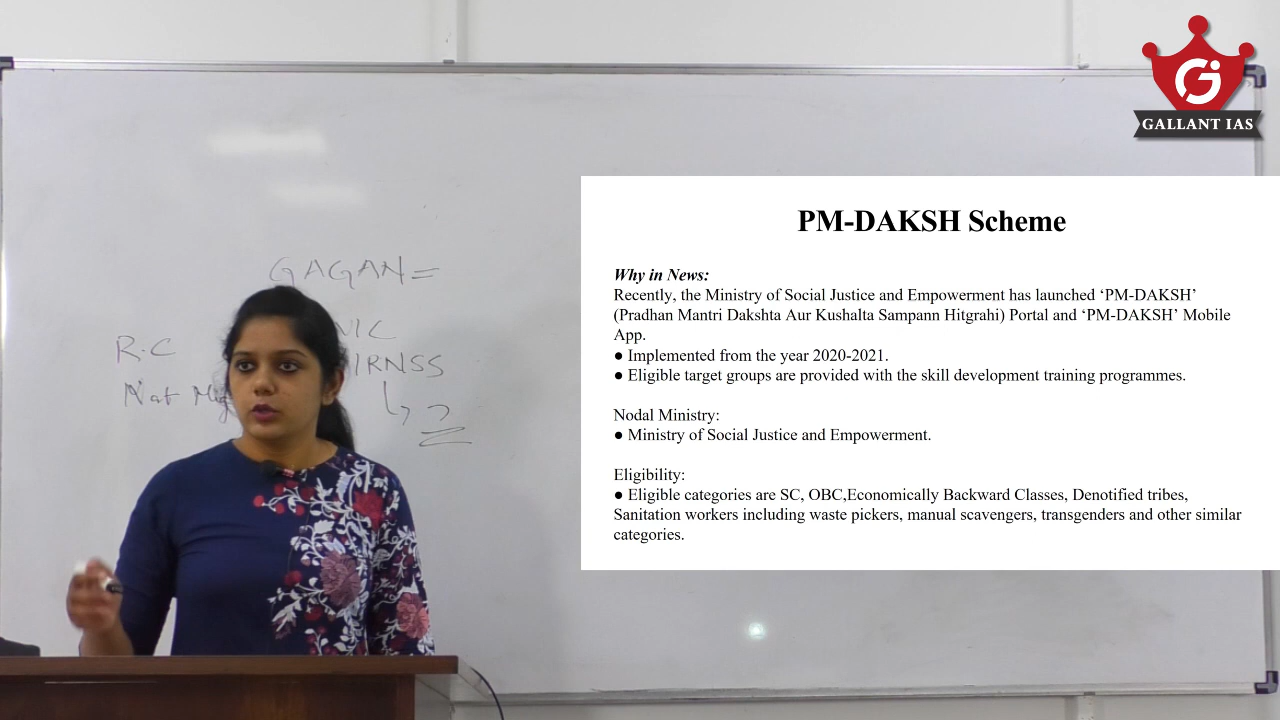 GALLANT IAS
GAGAN=
R.C
NIC
IRNSS
Nat
2
PM-DAKSH Scheme
Why in News:
Recently, the Ministry of Social Justice and Empowerment has launched ‘PM-DAKSH’
(Pradhan Mantri Dakshta Aur Kushalta Sampann Hitgrahi) Portal and ‘PM-DAKSH’ Mobile
App.
● Implemented from the year 2020-2021.
● Eligible target groups are provided with the skill development training programmes.
Nodal Ministry:
● Ministry of Social Justice and Empowerment.
Eligibility:
● Eligible categories are SC, OBC,Economically Backward Classes, Denotified tribes,
Sanitation workers including waste pickers, manual scavengers, transgenders and other similar
categories.